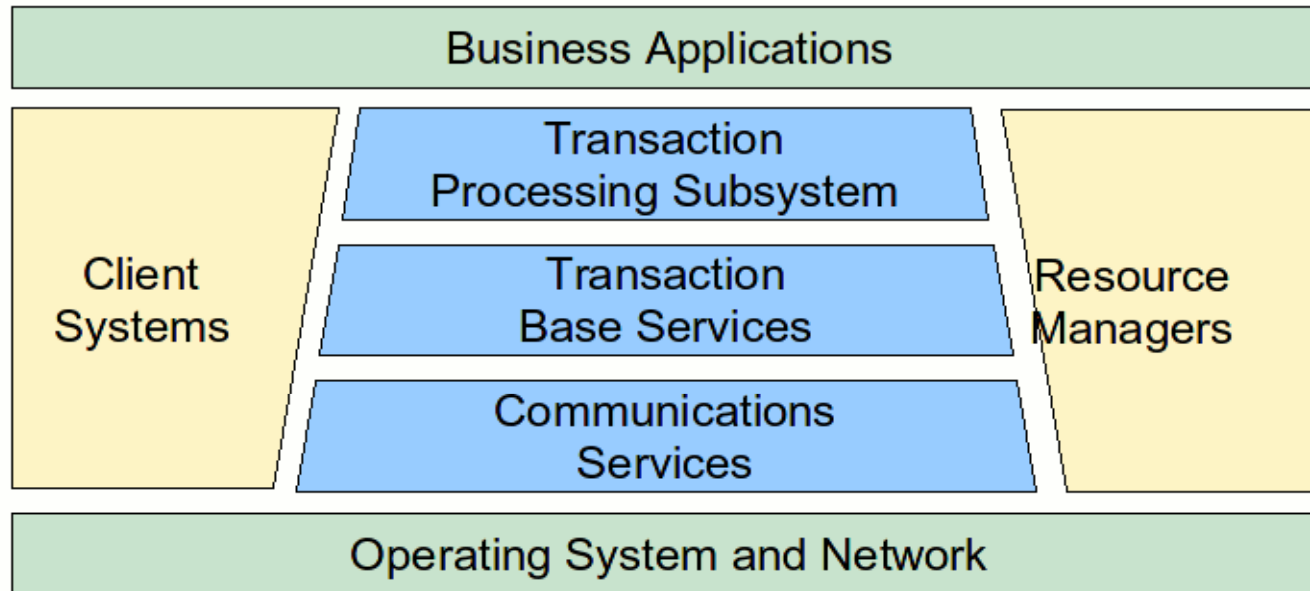 Business Applications
Transaction
Processing Subsystem
Client
Systems
Transaction
Base Services
Resource
Managers
Communications
Services
Operating System and Network